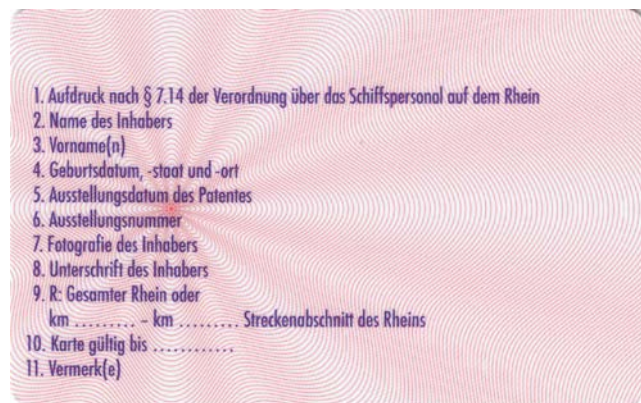 1. Aufdruck nach § 7.14 der Verordnung über das Schiffspersonal auf dem Rhein
2. Name des Inhabers
3. Vorname(n)
4. Geburtsdatum, -staat und -ort
5. Ausstellungsdatum des Patentes
6. Ausstellungsnummer
7. Fotografie des Inhabers
8. Unterschrift des Inhabers
9. R: Gesamter Rhein oder
km ......... – km ......... Streckenabschnitt des Rheins
10. Karte gültig bis ............
11. Vermerk(e)